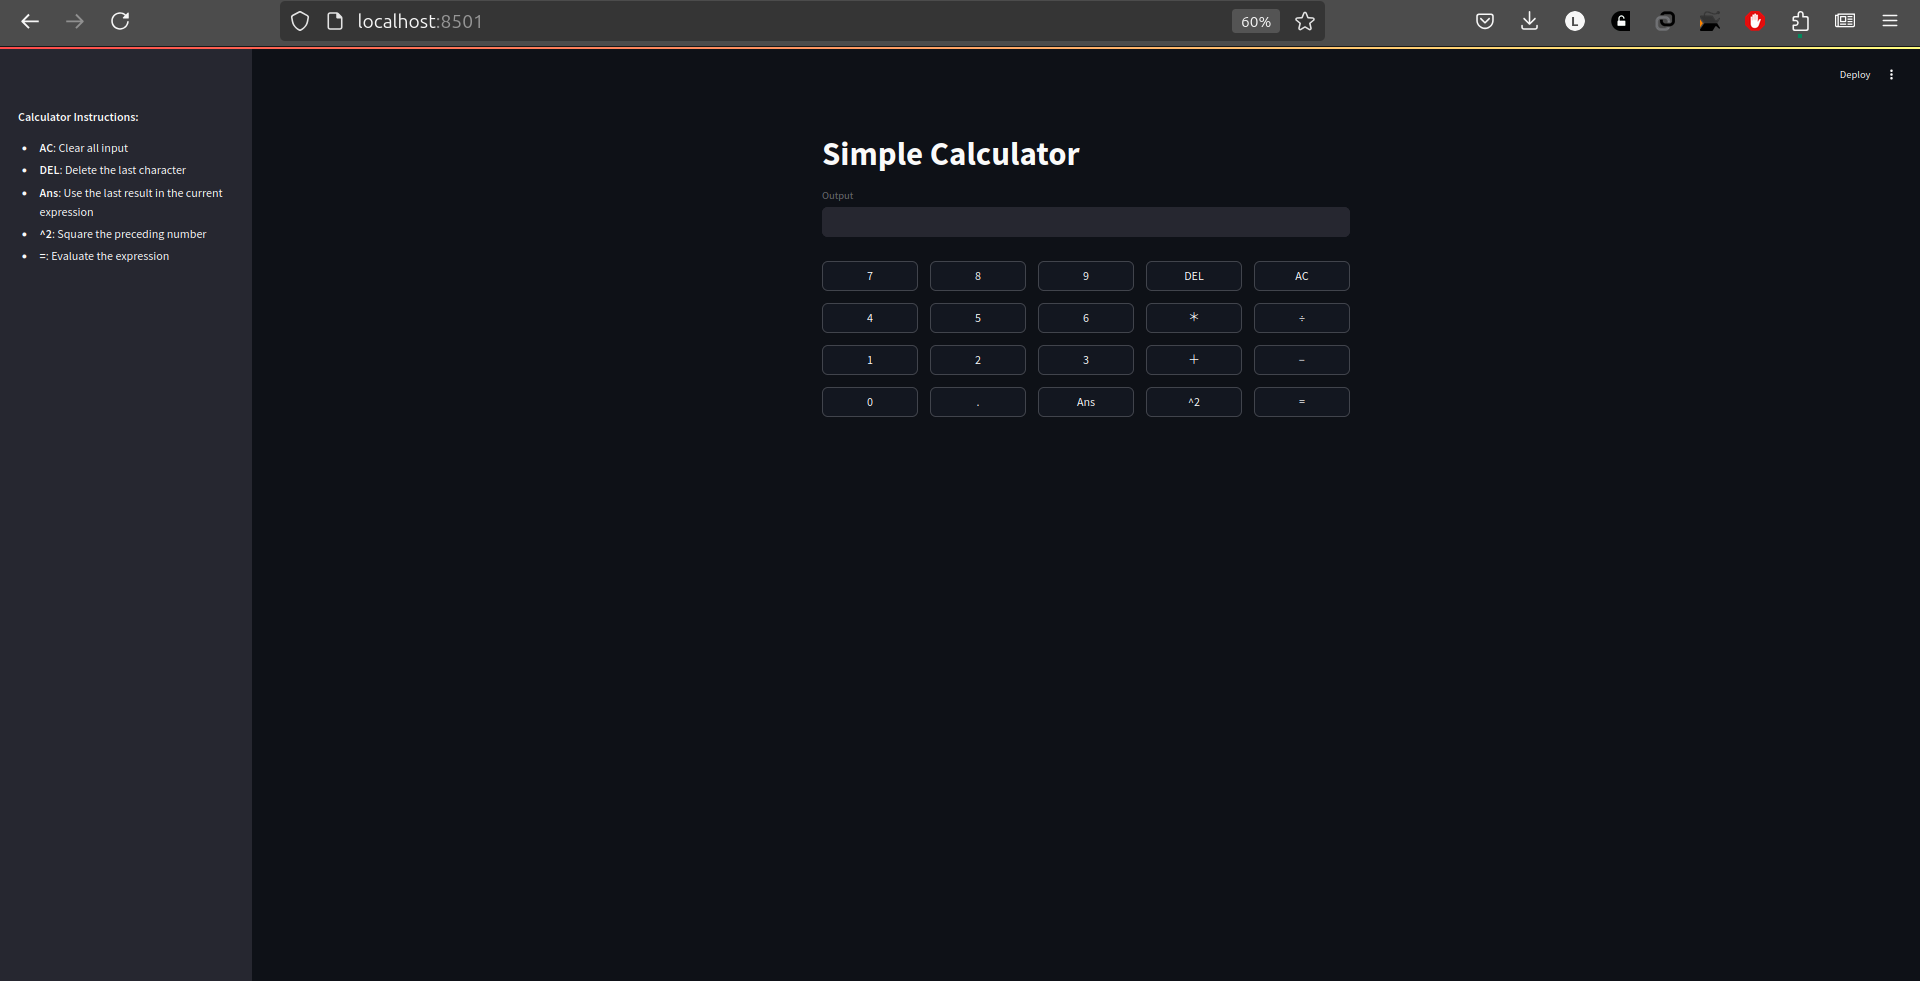 localhost:8501
60%
L
Deploy
Calculator Instructions:
AC: Clear all input
DEL: Delete the last character
Ans: Use the last result in the current
expression
^2: Square the preceding number
=: Evaluate the expression
Simple Calculator
Output
7 8 9 DEL AC
4 5 6 * ÷
1 2 3 + −
0 . Ans ^2 =